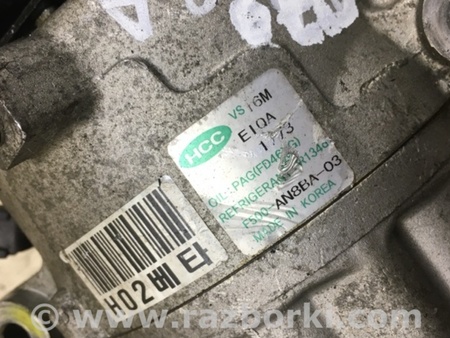 VS16M
HCC
EIQA
1773
OIL:PAG(FD46XG)
REFRIGERANT:R134a
F500-AN8BA-03
MADE IN KOREA
H02베타
© www.razborki.com